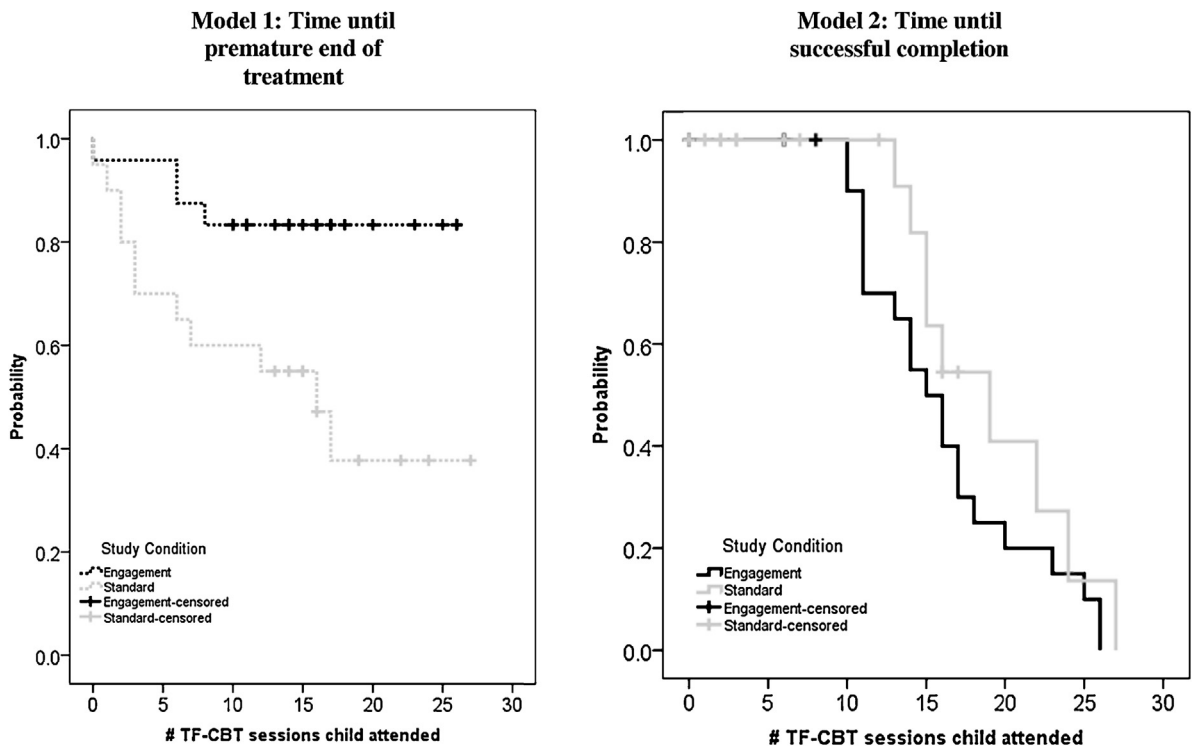 Model 1: Time until
premature end of
treatment
1.0
0.8
0.6
0.4
0.2
0.0
Probability
Study Condition
Engagement
Standard
Engagement-censored
Standard-censored
0 5 10 15 20 25 30
# TF-CBT sessions child attended
Model 2: Time until
successful completion
1.0
0.8
0.6
0.4
0.2
0.0
Probability
Study Condition
Engagement
Standard
Engagement-censored
Standard-censored
0 5 10 15 20 25 30
# TF-CBT sessions child attended